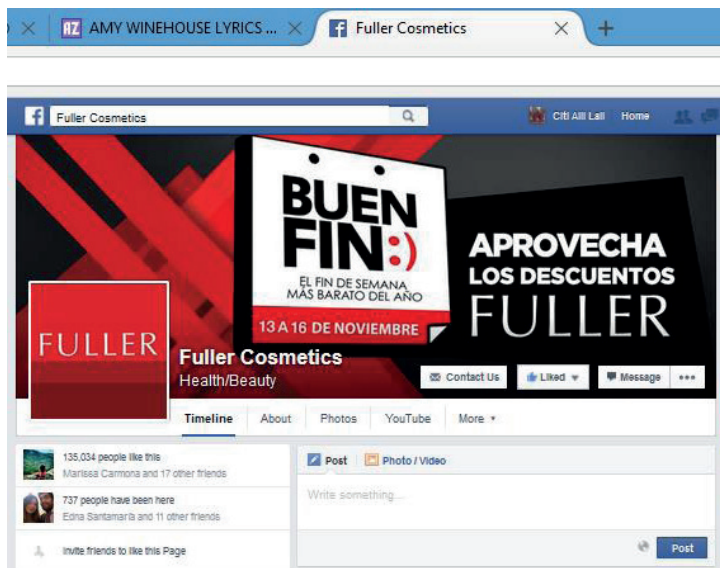 AMY WINEHOUSE LYRICS ...
Fuller Cosmetics
Fuller Cosmetics
Citi Alii Lall Home
BUEN
FIN:)
EL FIN DE SEMANA
MÁS BARATO DEL AÑO
13 A 16 DE NOVIEMBRE
APROVECHA
LOS DESCUENTOS
FULLER
FULLER
Fuller Cosmetics
Health/Beauty
Contact Us Liked Message
Timeline About Photos YouTube More
135,034 people like this
Marissa Carmona and 17 other friends
737 people have been here
Edna Santamaría and 11 other friends
Invite friends to like this Page
Post Photo / Video
Write something...
Post